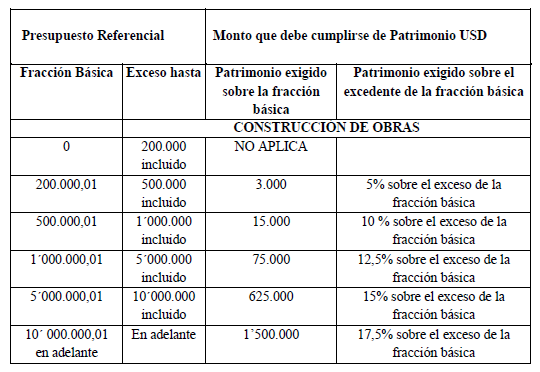 Presupuesto Referencial Monto que debe cumplirse de Patrimonio USD
Fracción Básica Exceso hasta Patrimonio exigido Patrimonio exigido sobre el
sobre la fracción excedente de la fracción básica
básica
CONSTRUCCION DE OBRAS
0 200.000 NO APLICA
incluido
200.000,01 500.000 3.000 5% sobre el exceso de la
incluido fracción básica
500.000,01 1´000.000 15.000 10 % sobre el exceso de la
incluido fracción básica
1´000.000,01 5´000.000 75.000 12,5% sobre el exceso de la
incluido fracción básica
5´000.000,01 10´000.000 625.000 15% sobre el exceso de la
incluido fracción básica
10´ 000.000,01 En adelante 1’500.000 17,5% sobre el exceso de la
en adelante fracción básica